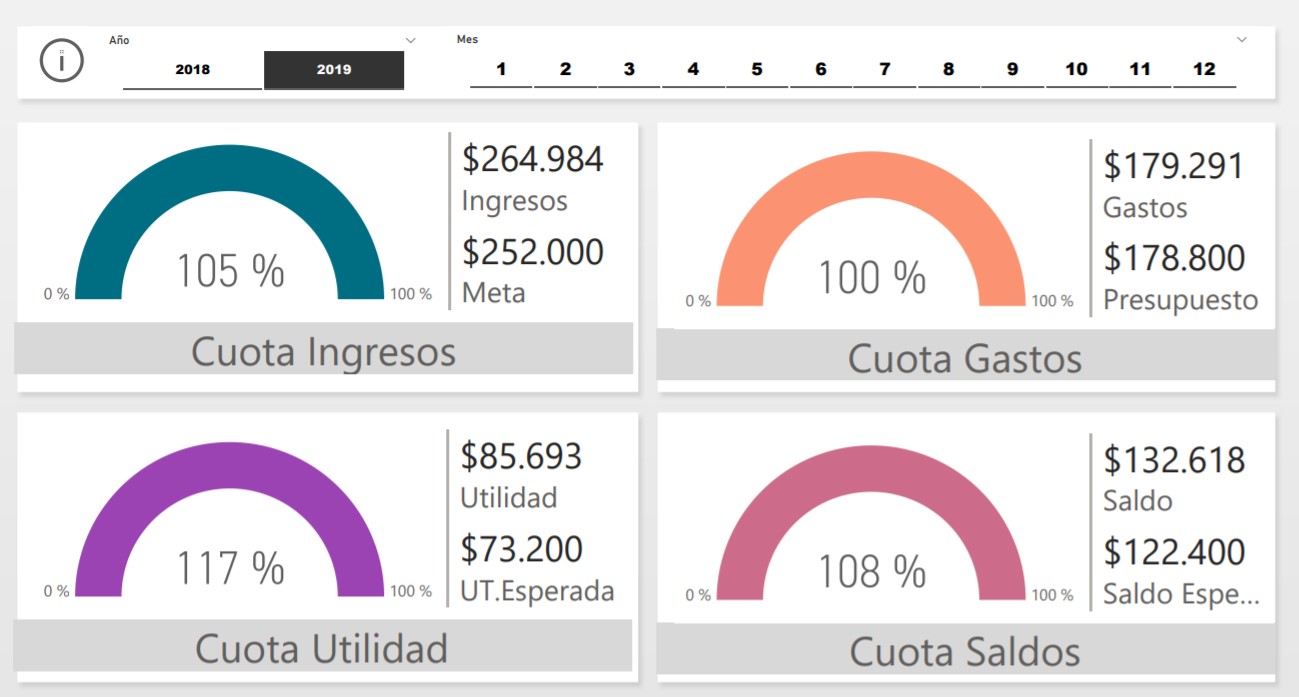 i
Año
2018 2019
Mes
1 2 3 4 5 6 7 8 9 10 11 12
$264.984
Ingresos
$252.000
Meta
105 %
0 % 100 %
Cuota Ingresos
$179.291
Gastos
$178.800
Presupuesto
100 %
0 % 100 %
Cuota Gastos
$85.693
Utilidad
$73.200
UT.Esperada
117 %
0 % 100 %
Cuota Utilidad
$132.618
Saldo
$122.400
Saldo Espe...
108 %
0 % 100 %
Cuota Saldos